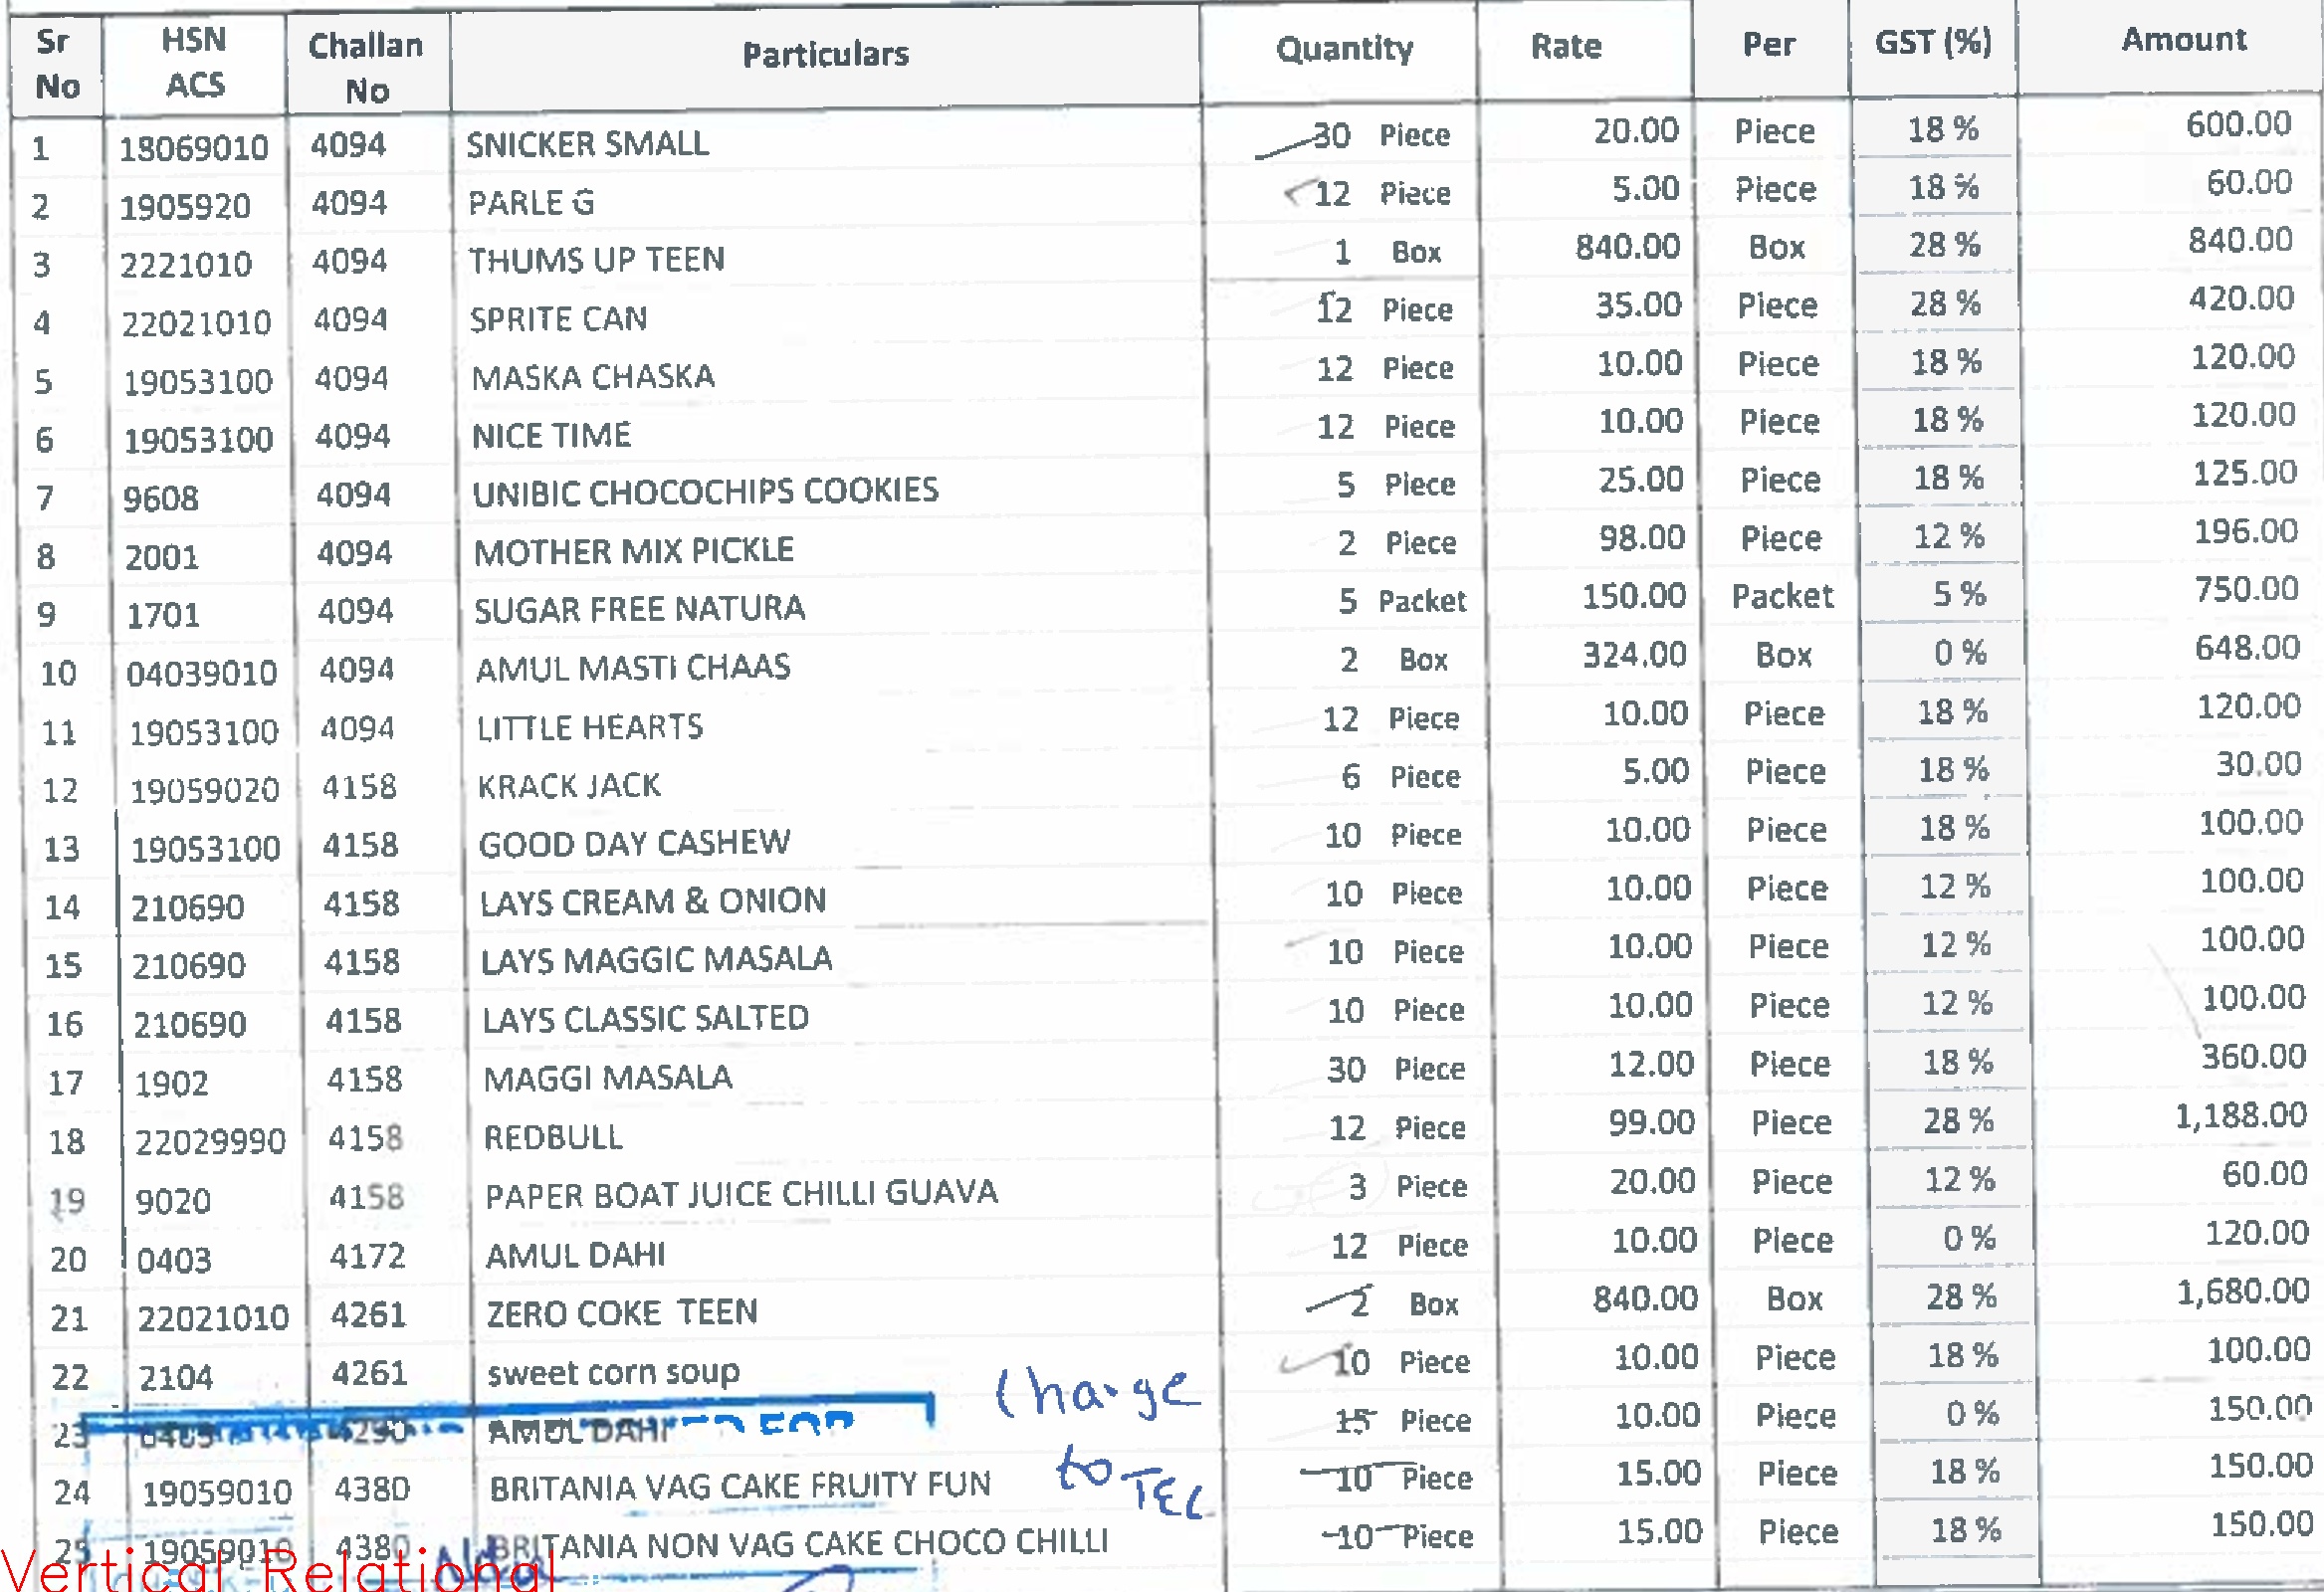 Sr No HSN ACS Challan No Particulars Quantity Rate Per GST (%) Amount
1 18069010 4094 SNICKER SMALL 30 Piece 20.00 Piece 18 % 600.00
2 1905920 4094 PARLE G 12 Piece 5.00 Piece 18 % 60.00
3 2221010 4094 THUMS UP TEEN 1 Box 840.00 Box 28 % 840.00
4 22021010 4094 SPRITE CAN 12 Piece 35.00 Piece 28 % 420.00
5 19053100 4094 MASKA CHASKA 12 Piece 10.00 Piece 18 % 120.00
6 19053100 4094 NICE TIME 12 Piece 10.00 Piece 18 % 120.00
7 9608 4094 UNIBIC CHOCOCHIPS COOKIES 5 Piece 25.00 Piece 18 % 125.00
8 2001 4094 MOTHER MIX PICKLE 2 Piece 98.00 Piece 12 % 196.00
9 1701 4094 SUGAR FREE NATURA 5 Packet 150.00 Packet 5 % 750.00
10 04039010 4094 AMUL MASTI CHAAS 2 Box 324.00 Box 0 % 648.00
11 19053100 4094 LITTLE HEARTS 12 Piece 10.00 Piece 18 % 120.00
12 19059020 4158 KRACK JACK 6 Piece 5.00 Piece 18 % 30.00
13 19053100 4158 GOOD DAY CASHEW 10 Piece 10.00 Piece 18 % 100.00
14 210690 4158 LAYS CREAM & ONION 10 Piece 10.00 Piece 12 % 100.00
15 210690 4158 LAYS MAGGIC MASALA 10 Piece 10.00 Piece 12 % 100.00
16 210690 4158 LAYS CLASSIC SALTED 10 Piece 10.00 Piece 12 % 100.00
17 1902 4158 MAGGI MASALA 30 Piece 12.00 Piece 18 % 360.00
18 22029990 4158 REDBULL 12 Piece 99.00 Piece 28 % 1,188.00
19 9020 4158 PAPER BOAT JUICE CHILLI GUAVA 3 Piece 20.00 Piece 12 % 60.00
20 0403 4172 AMUL DAHI 12 Piece 10.00 Piece 0 % 120.00
21 22021010 4261 ZERO COKE TEEN 2 Box 840.00 Box 28 % 1,680.00
22 2104 4261 sweet corn soup 10 Piece 10.00 Piece 18 % 100.00
23 0403 4290 AMUL DAHI 15 Piece 10.00 Piece 0 % 150.00
24 19059010 4380 BRITANIA VAG CAKE FRUITY FUN 10 Piece 15.00 Piece 18 % 150.00
25 19059010 4380 BRITANIA NON VAG CAKE CHOCO CHILLI 10 Piece 15.00 Piece 18 % 150.00
Charge
to TEC
Vertical Relational